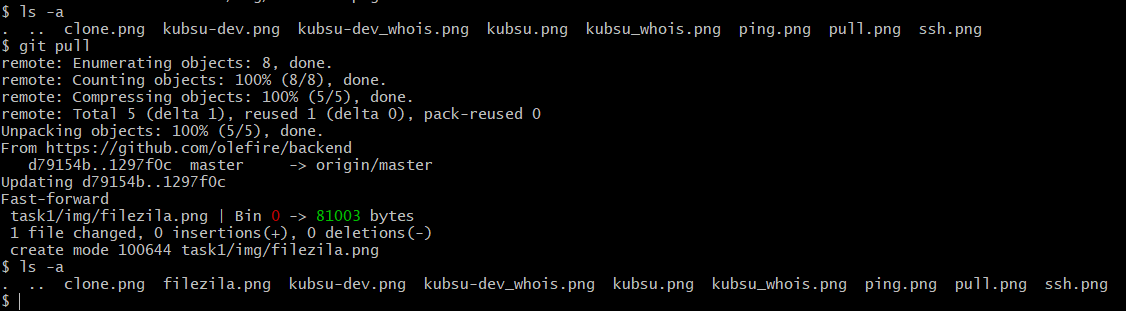 $ ls -a
.  ..  clone.png  kubsu-dev.png  kubsu-dev_whois.png  kubsu.png  kubsu_whois.png  ping.png  pull.png  ssh.png
$ git pull
remote: Enumerating objects: 8, done.
remote: Counting objects: 100% (8/8), done.
remote: Compressing objects: 100% (5/5), done.
remote: Total 5 (delta 1), reused 1 (delta 0), pack-reused 0
Unpacking objects: 100% (5/5), done.
From https://github.com/olefire/backend
   d79154b..1297f0c  master     -> origin/master
Updating d79154b..1297f0c
Fast-forward
 task1/img/filezila.png | Bin 0 -> 81003 bytes
 1 file changed, 0 insertions(+), 0 deletions(-)
 create mode 100644 task1/img/filezila.png
$ ls -a
.  ..  clone.png  filezila.png  kubsu-dev.png  kubsu-dev_whois.png  kubsu.png  kubsu_whois.png  ping.png  pull.png  ssh.png
$